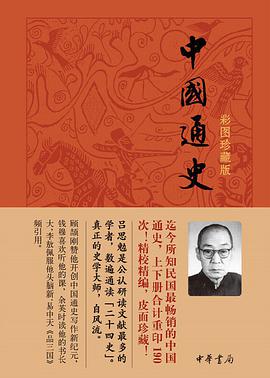 中國通史
彩图珍藏版
迄今所知民国最畅销的中国
通史，上下册合计重印190
次！精校精编，皮面珍藏！
吕思勉是公认研读文献最多的
学者，数遍通读「二十四史」。
真正的史学大师，自风流。
顾颉刚赞他开创中国通史写作新纪元，
钱穆喜欢听他的课，余英时读他的书长
大，李敖佩服他头脑新，易中天《品三国》
频引用。
中華書局